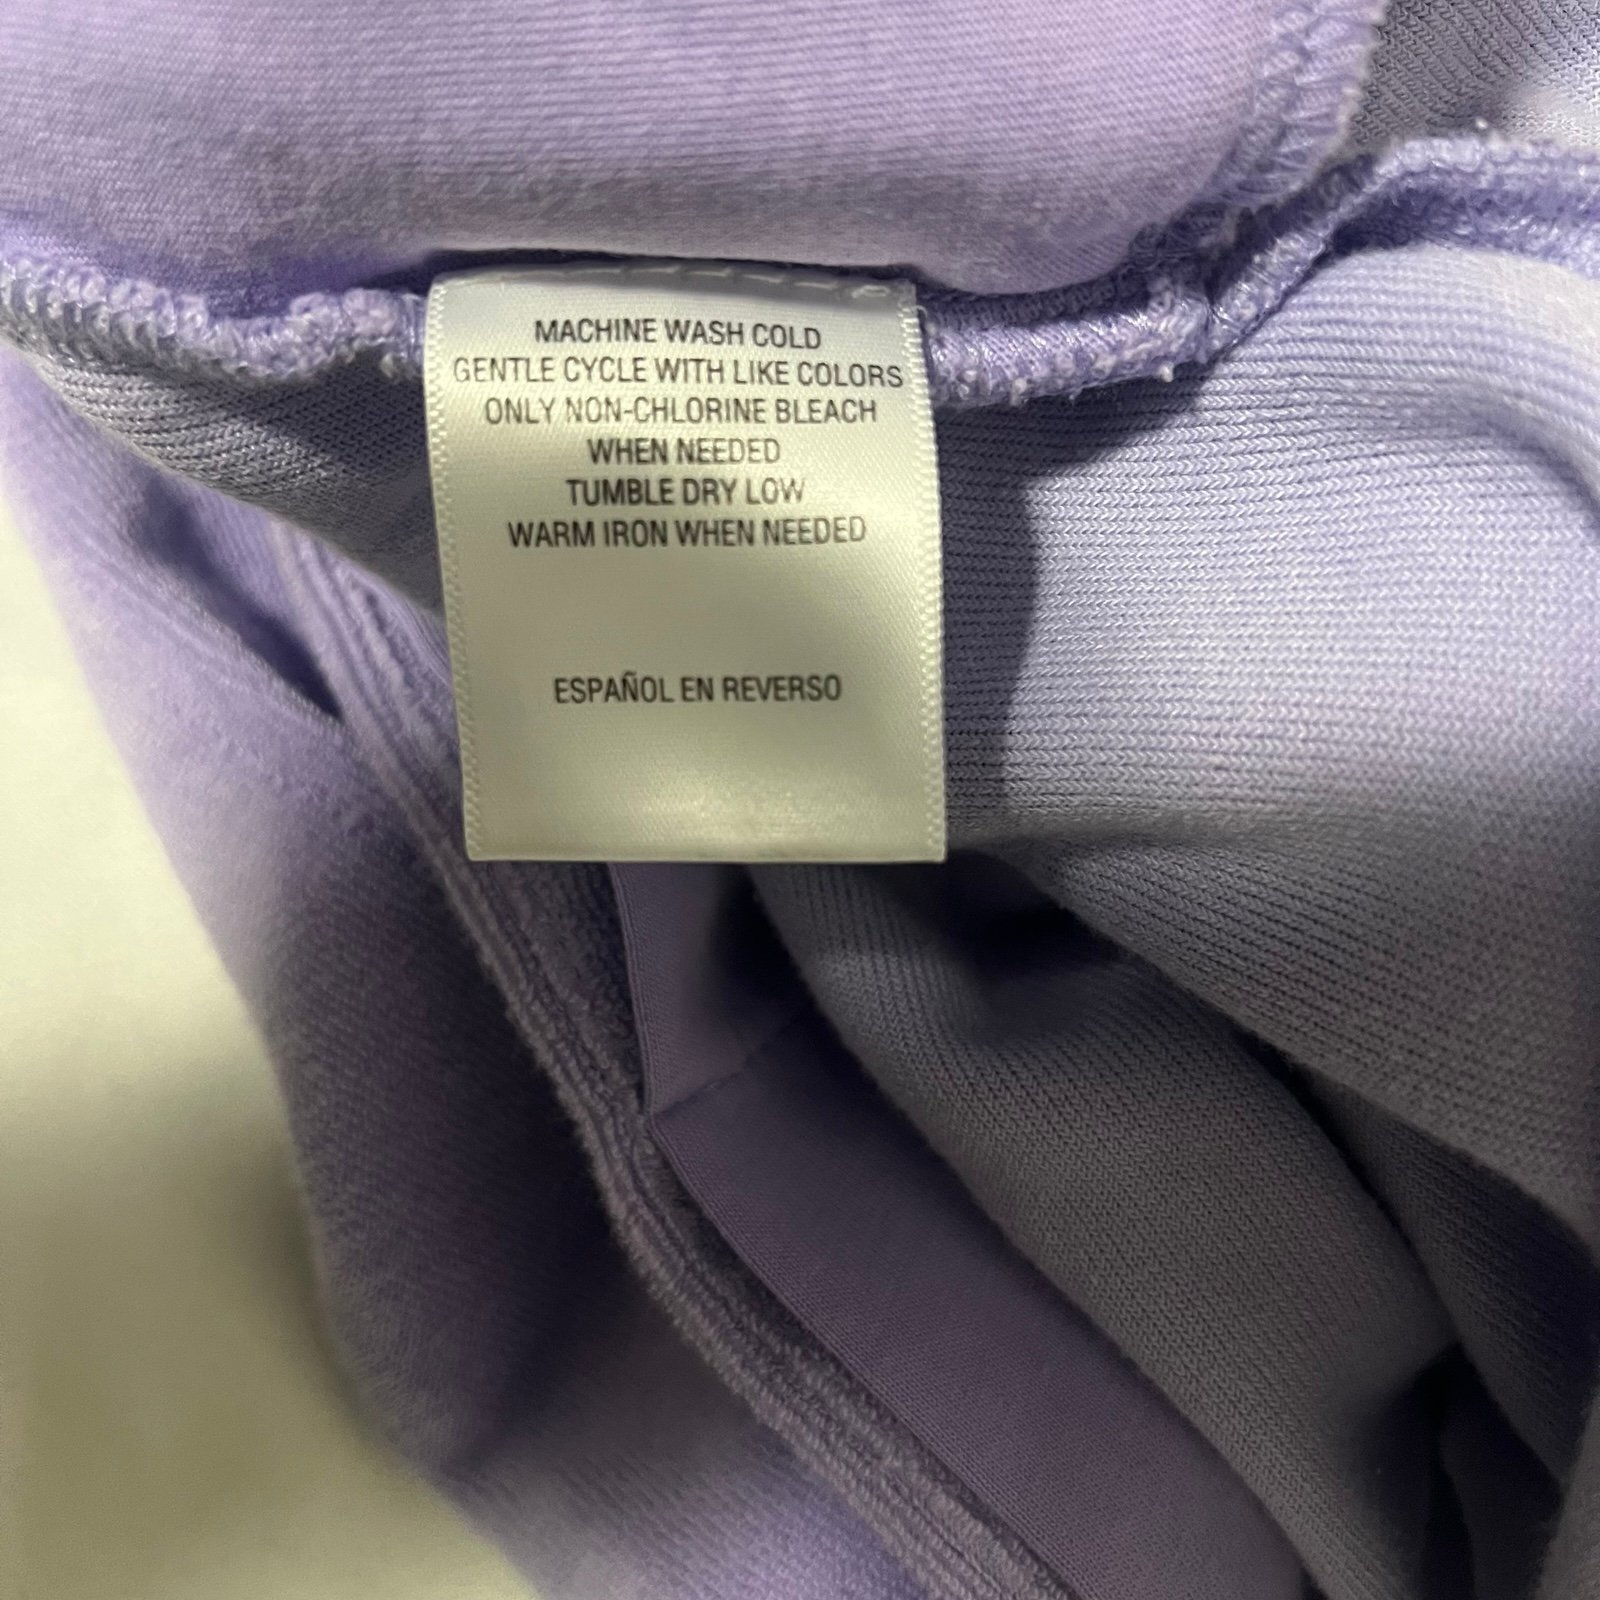 MACHINE WASH COLD
GENTLE CYCLE WITH LIKE COLORS
ONLY NON-CHLORINE BLEACH
WHEN NEEDED
TUMBLE DRY LOW
WARM IRON WHEN NEEDED
ESPAÑOL EN REVERSO